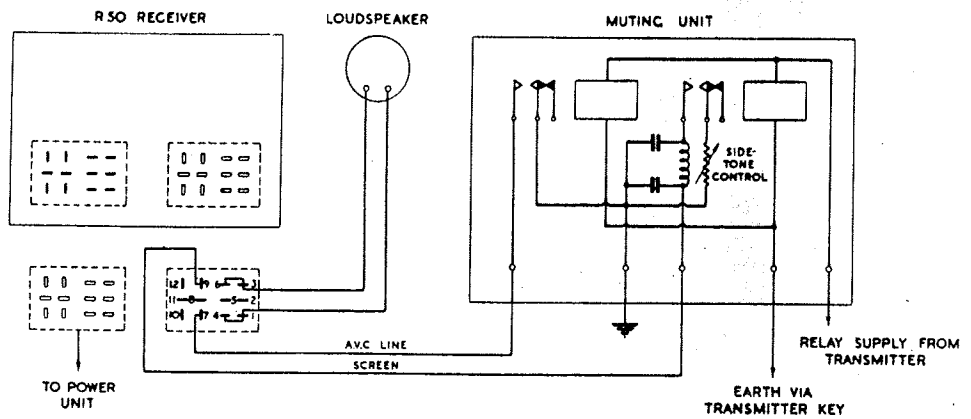 R50 RECEIVER
LOUDSPEAKER
MUTING UNIT
SIDE-
TONE
CONTROL
12 9 6 3
11 8 5 2
10 7 4 1
A.V.C LINE
SCREEN
TO POWER
UNIT
RELAY SUPPLY FROM
TRANSMITTER
EARTH VIA
TRANSMITTER KEY